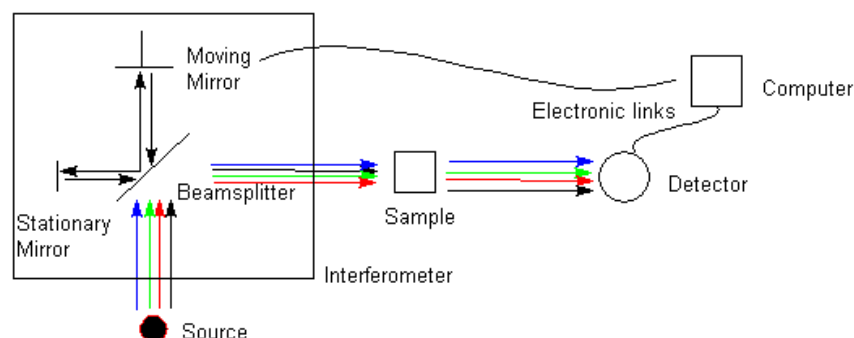 Moving
Mirror
Computer
Electronic links
Beamsplitter
Detector
Sample
Stationary
Mirror
Interferometer
Source